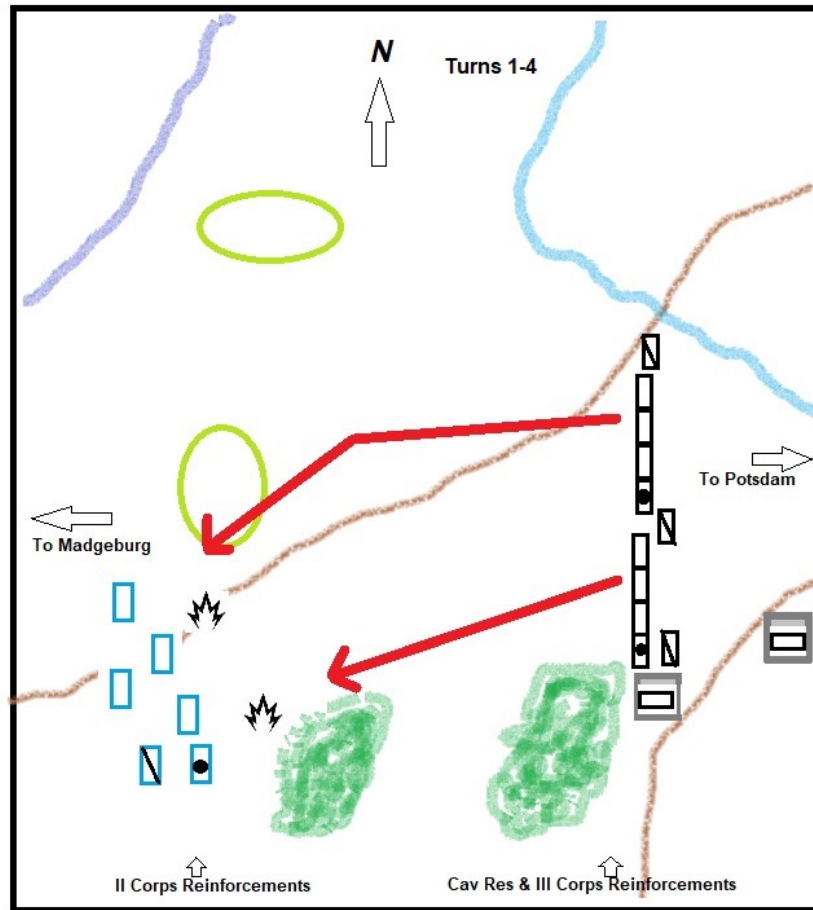 N
Turns 1-4
To Potsdam
To Madgeburg
II Corps Reinforcements
Cav Res & III Corps Reinforcements